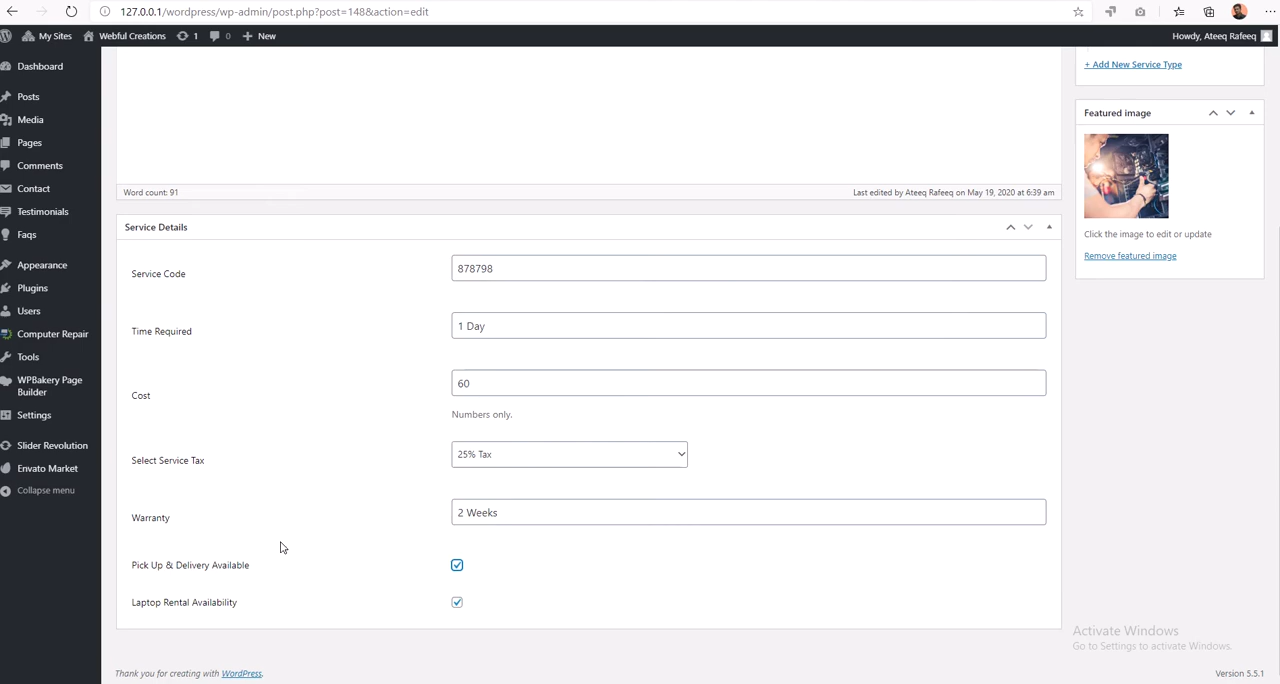 127.0.0.1/wordpress/wp-admin/post.php?post=148&action=edit
My Sites Webful Creations 1 0 New Howdy, Ateeq Rafeeq
Dashboard
Posts
Media
Pages
Comments
Contact
Testimonials
Faqs
Appearance
Plugins
Users
Computer Repair
Tools
WPBakery Page
Builder
Settings
Slider Revolution
Envato Market
Collapse menu
Word count: 91 Last edited by Ateeq Rafeeq on May 19, 2020 at 6:39 am
Service Details
Service Code 878798
Time Required 1 Day
Cost 60
Numbers only.
Select Service Tax 25% Tax
Warranty 2 Weeks
Pick Up & Delivery Available
Laptop Rental Availability
+ Add New Service Type
Featured image
Click the image to edit or update
Remove featured image
Activate Windows
Go to Settings to activate Windows.
Thank you for creating with WordPress. Version 5.5.1